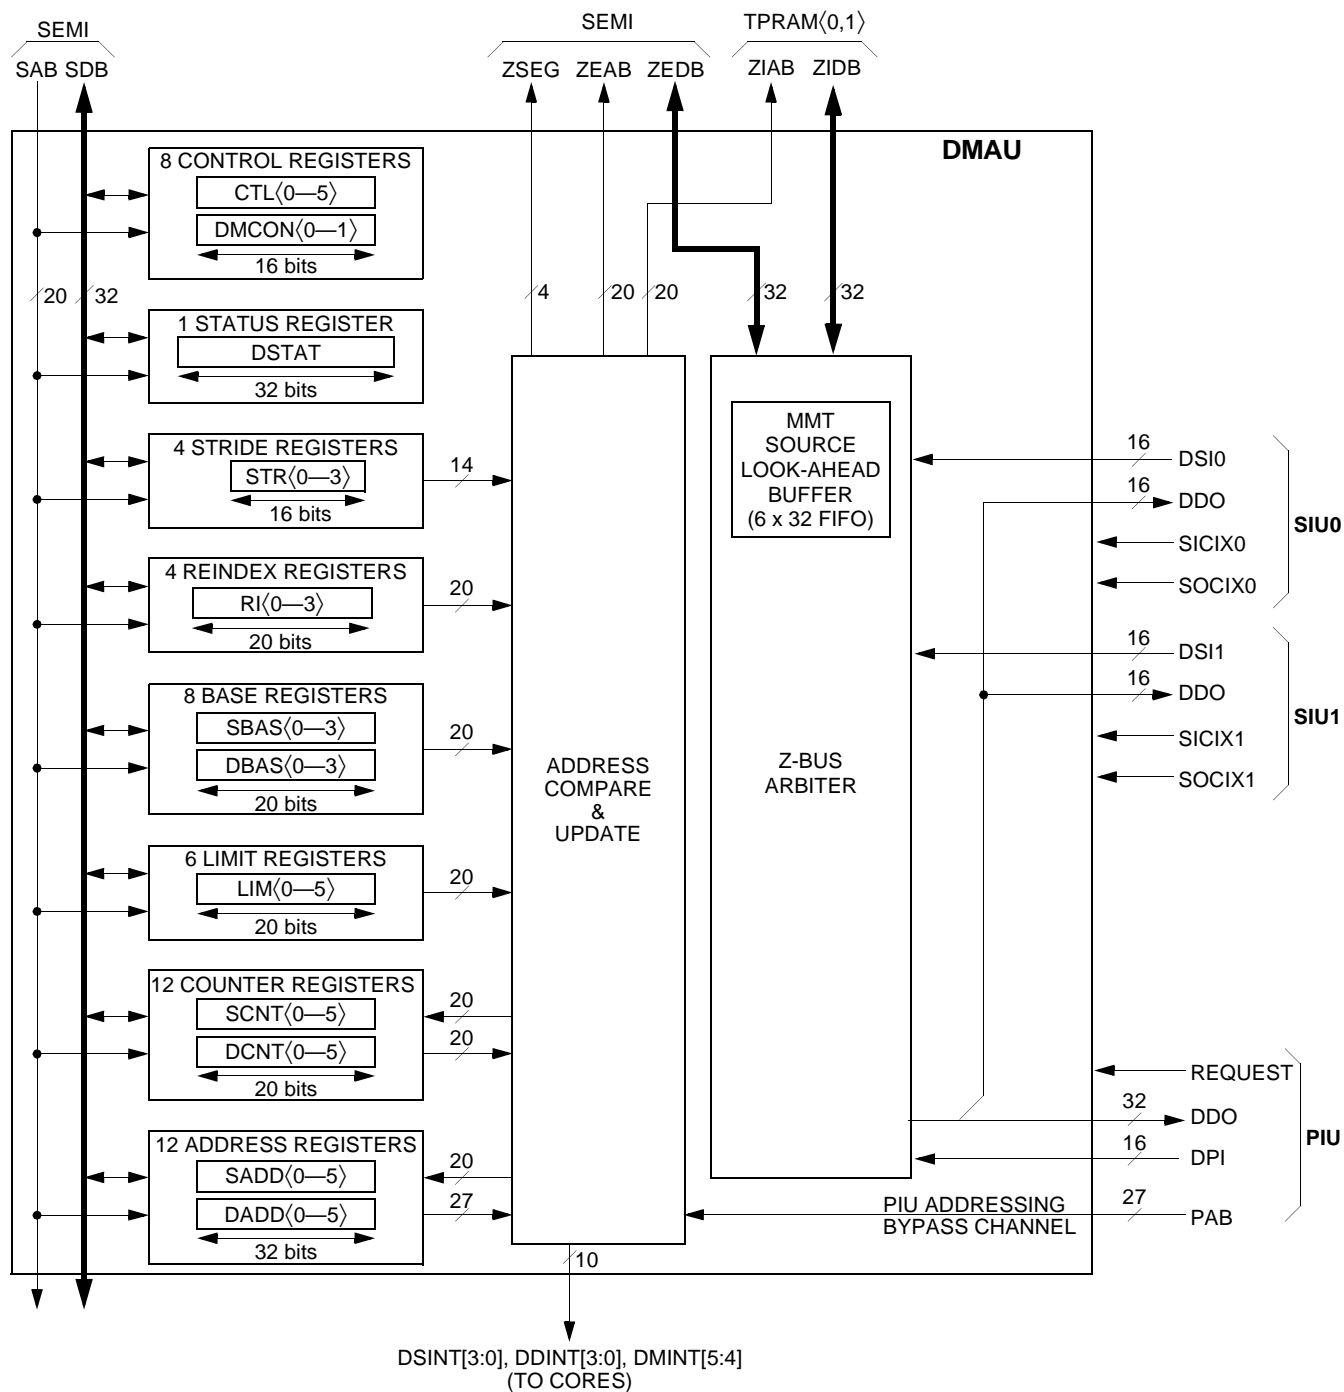 SEMI
SAB SDB
SEMI
ZSEG ZEAB ZEDB
TPRAM⟨0,1⟩
ZIAB ZIDB
DMAU
20
32
4
20
20
32
32
8 CONTROL REGISTERS
CTL⟨0—5⟩
DMCON⟨0—1⟩
16 bits
1 STATUS REGISTER
DSTAT
32 bits
4 STRIDE REGISTERS
STR⟨0—3⟩
16 bits
14
4 REINDEX REGISTERS
RI⟨0—3⟩
20 bits
20
8 BASE REGISTERS
SBAS⟨0—3⟩
DBAS⟨0—3⟩
20 bits
20
6 LIMIT REGISTERS
LIM⟨0—5⟩
20 bits
20
12 COUNTER REGISTERS
SCNT⟨0—5⟩
DCNT⟨0—5⟩
20 bits
20
20
12 ADDRESS REGISTERS
SADD⟨0—5⟩
DADD⟨0—5⟩
32 bits
20
27
ADDRESS
COMPARE
&
UPDATE
MMT
SOURCE
LOOK-AHEAD
BUFFER
(6 x 32 FIFO)
Z-BUS
ARBITER
16
DSI0
16
DDO
SICIX0
SOCIX0
SIU0
16
DSI1
16
DDO
SICIX1
SOCIX1
SIU1
REQUEST
32
DDO
16
DPI
27
PAB
PIU
PIU ADDRESSING
BYPASS CHANNEL
10
DSINT[3:0], DDINT[3:0], DMINT[5:4]
(TO CORES)